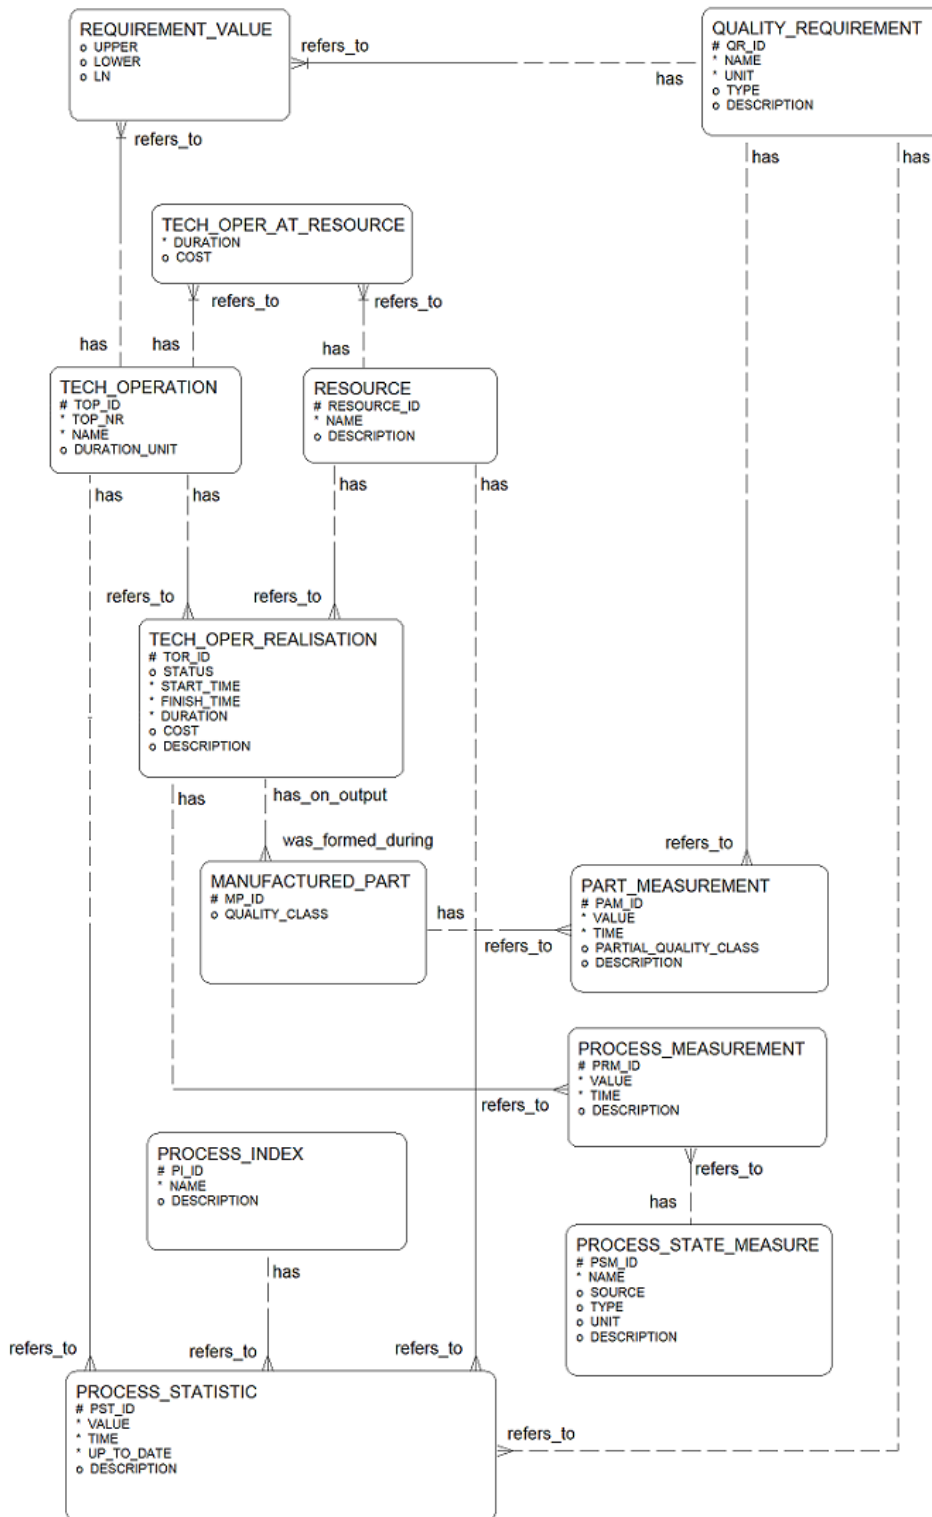 REQUIREMENT_VALUE
o UPPER
o LOWER
o LN
refers_to
has
QUALITY_REQUIREMENT
# QR_ID
* NAME
* UNIT
o TYPE
o DESCRIPTION
refers_to
has
has
TECH_OPER_AT_RESOURCE
* DURATION
o COST
refers_to
refers_to
has
has
has
TECH_OPERATION
# TOP_ID
* TOP_NR
* NAME
o DURATION_UNIT
RESOURCE
# RESOURCE_ID
* NAME
o DESCRIPTION
has
has
has
has
refers_to
refers_to
TECH_OPER_REALISATION
# TOR_ID
o STATUS
* START_TIME
* FINISH_TIME
* DURATION
o COST
o DESCRIPTION
has
has_on_output
was_formed_during
refers_to
MANUFACTURED_PART
# MP_ID
o QUALITY_CLASS
has
refers_to
PART_MEASUREMENT
# PAM_ID
* VALUE
* TIME
o PARTIAL_QUALITY_CLASS
o DESCRIPTION
PROCESS_MEASUREMENT
# PRM_ID
* VALUE
* TIME
o DESCRIPTION
refers_to
PROCESS_INDEX
# PI_ID
* NAME
o DESCRIPTION
refers_to
has
PROCESS_STATE_MEASURE
# PSM_ID
* NAME
o SOURCE
o TYPE
o UNIT
o DESCRIPTION
has
refers_to
refers_to
refers_to
PROCESS_STATISTIC
# PST_ID
* VALUE
* TIME
* UP_TO_DATE
o DESCRIPTION
refers_to